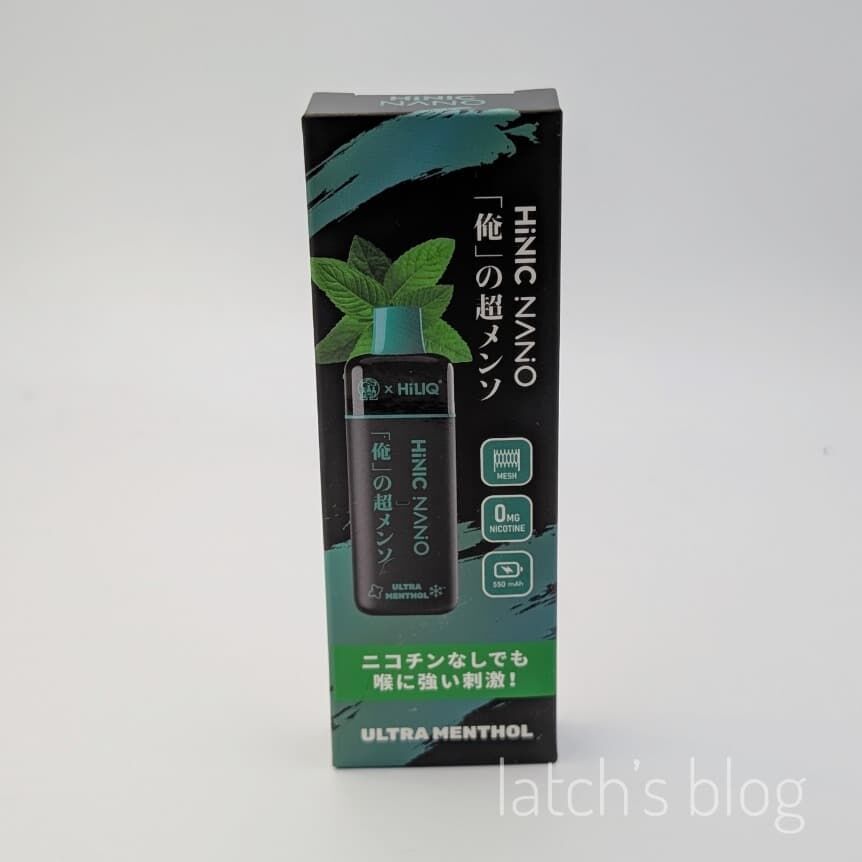 HiNIC
NANO
HiNIC NANO
「俺」の超メンソ
× HiLIQ
HiNIC NANO
「俺」の超メンソ
ULTRA
MENTHOL
MESH
0MG
NICOTINE
550 mAh
ニコチンなしでも
喉に強い刺激！
ULTRA MENTHOL
latch's blog